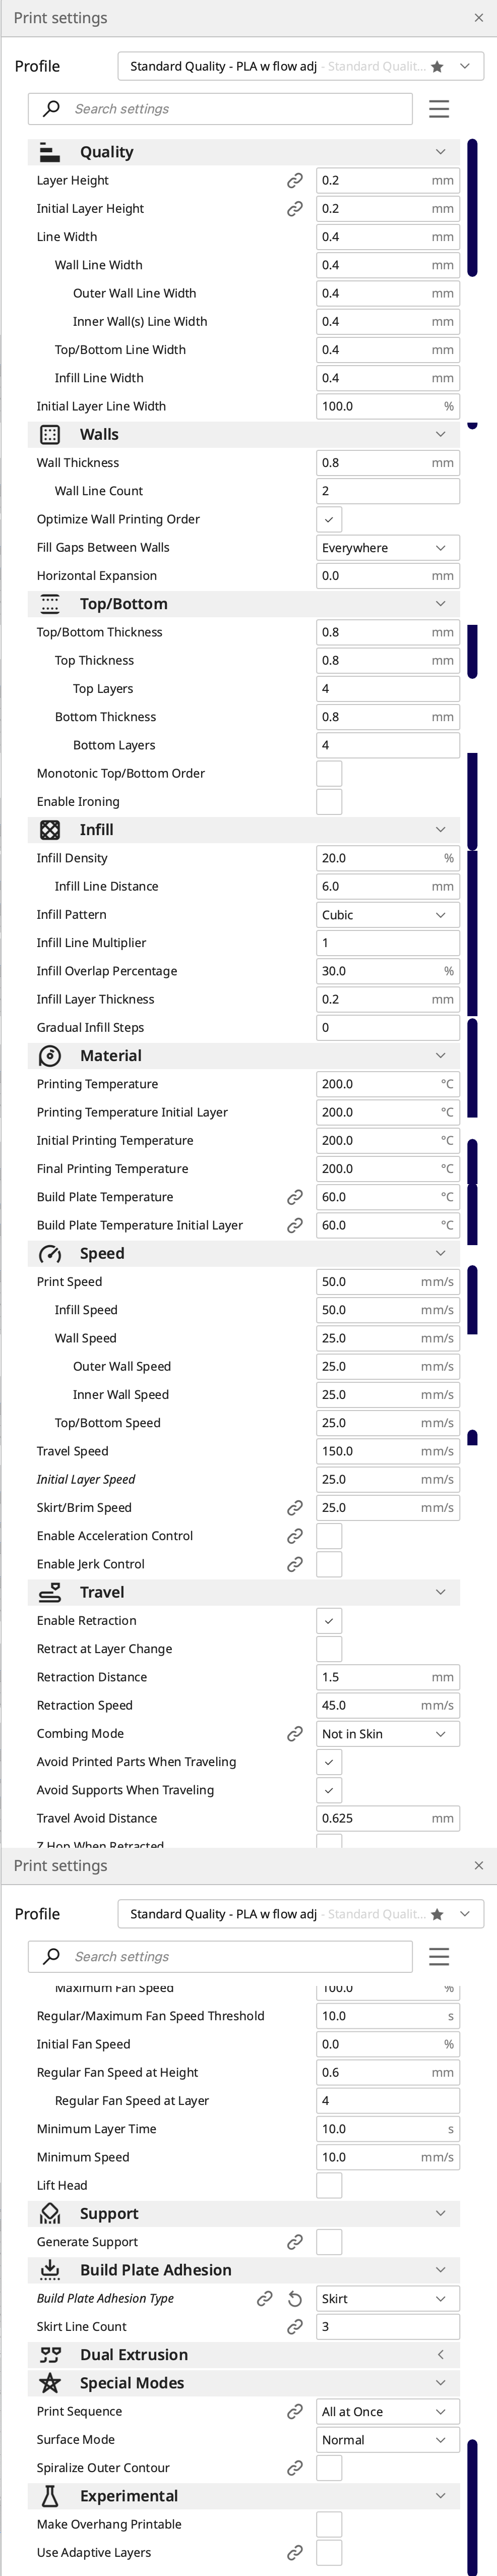 Print settings
Profile Standard Quality - PLA w flow adj - Standard Qualit...
Search settings
Quality
Layer Height 0.2 mm
Initial Layer Height 0.2 mm
Line Width 0.4 mm
Wall Line Width 0.4 mm
Outer Wall Line Width 0.4 mm
Inner Wall(s) Line Width 0.4 mm
Top/Bottom Line Width 0.4 mm
Infill Line Width 0.4 mm
Initial Layer Line Width 100.0 %
Walls
Wall Thickness 0.8 mm
Wall Line Count 2
Optimize Wall Printing Order
Fill Gaps Between Walls Everywhere
Horizontal Expansion 0.0 mm
Top/Bottom
Top/Bottom Thickness 0.8 mm
Top Thickness 0.8 mm
Top Layers 4
Bottom Thickness 0.8 mm
Bottom Layers 4
Monotonic Top/Bottom Order
Enable Ironing
Infill
Infill Density 20.0 %
Infill Line Distance 6.0 mm
Infill Pattern Cubic
Infill Line Multiplier 1
Infill Overlap Percentage 30.0 %
Infill Layer Thickness 0.2 mm
Gradual Infill Steps 0
Material
Printing Temperature 200.0 °C
Printing Temperature Initial Layer 200.0 °C
Initial Printing Temperature 200.0 °C
Final Printing Temperature 200.0 °C
Build Plate Temperature 60.0 °C
Build Plate Temperature Initial Layer 60.0 °C
Speed
Print Speed 50.0 mm/s
Infill Speed 50.0 mm/s
Wall Speed 25.0 mm/s
Outer Wall Speed 25.0 mm/s
Inner Wall Speed 25.0 mm/s
Top/Bottom Speed 25.0 mm/s
Travel Speed 150.0 mm/s
Initial Layer Speed 25.0 mm/s
Skirt/Brim Speed 25.0 mm/s
Enable Acceleration Control
Enable Jerk Control
Travel
Enable Retraction
Retract at Layer Change
Retraction Distance 1.5 mm
Retraction Speed 45.0 mm/s
Combing Mode Not in Skin
Avoid Printed Parts When Traveling
Avoid Supports When Traveling
Travel Avoid Distance 0.625 mm
Z Hop When Retracted
Print settings
Profile Standard Quality - PLA w flow adj - Standard Qualit...
Search settings
Maximum Fan Speed 100.0 %
Regular/Maximum Fan Speed Threshold 10.0 s
Initial Fan Speed 0.0 %
Regular Fan Speed at Height 0.6 mm
Regular Fan Speed at Layer 4
Minimum Layer Time 10.0 s
Minimum Speed 10.0 mm/s
Lift Head
Support
Generate Support
Build Plate Adhesion
Build Plate Adhesion Type Skirt
Skirt Line Count 3
Dual Extrusion
Special Modes
Print Sequence All at Once
Surface Mode Normal
Spiralize Outer Contour
Experimental
Make Overhang Printable
Use Adaptive Layers